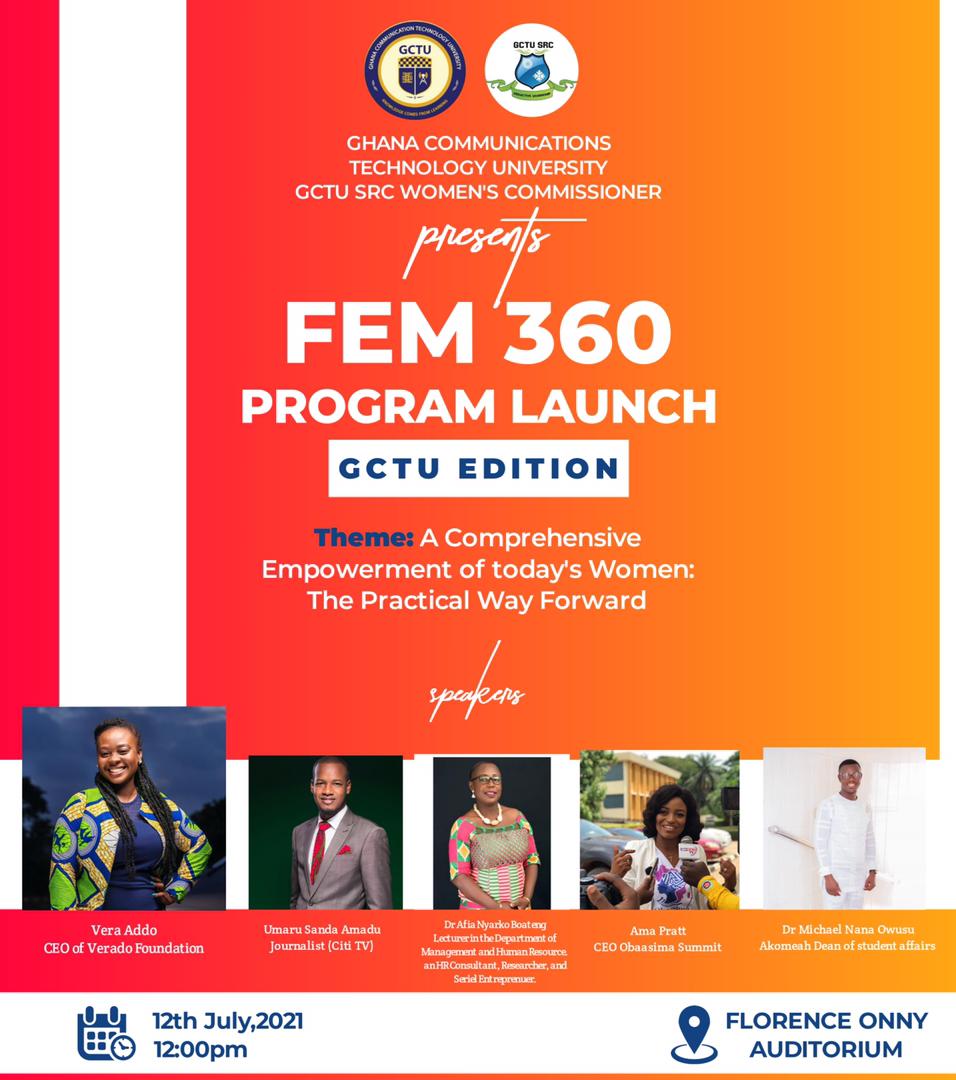 GHANA COMMUNICATION TECHNOLOGY UNIVERSITY
GCTU
KNOWLEDGE COMES FROM LEARNING
GCTU SRC
GHANA COMMUNICATIONS
TECHNOLOGY UNIVERSITY
GCTU SRC WOMEN'S COMMISSIONER
presents
FEM 360
PROGRAM LAUNCH
GCTU EDITION
Theme: A Comprehensive
Empowerment of today's Women:
The Practical Way Forward
speakers
Vera Addo
CEO of Verado Foundation
Umaru Sanda Amadu
Journalist (Citi TV)
Dr Afia Nyarko Boateng
Lecturer in the Department of
Management and Human Resource.
an HR Consultant, Researcher, and
Seriel Entreprenuer.
Ama Pratt
CEO Obaasima Summit
Dr Michael Nana Owusu
Akomeah Dean of student affairs
12th July,2021
12:00pm
FLORENCE ONNY
AUDITORIUM